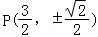 P(3/2, ±√2/2)